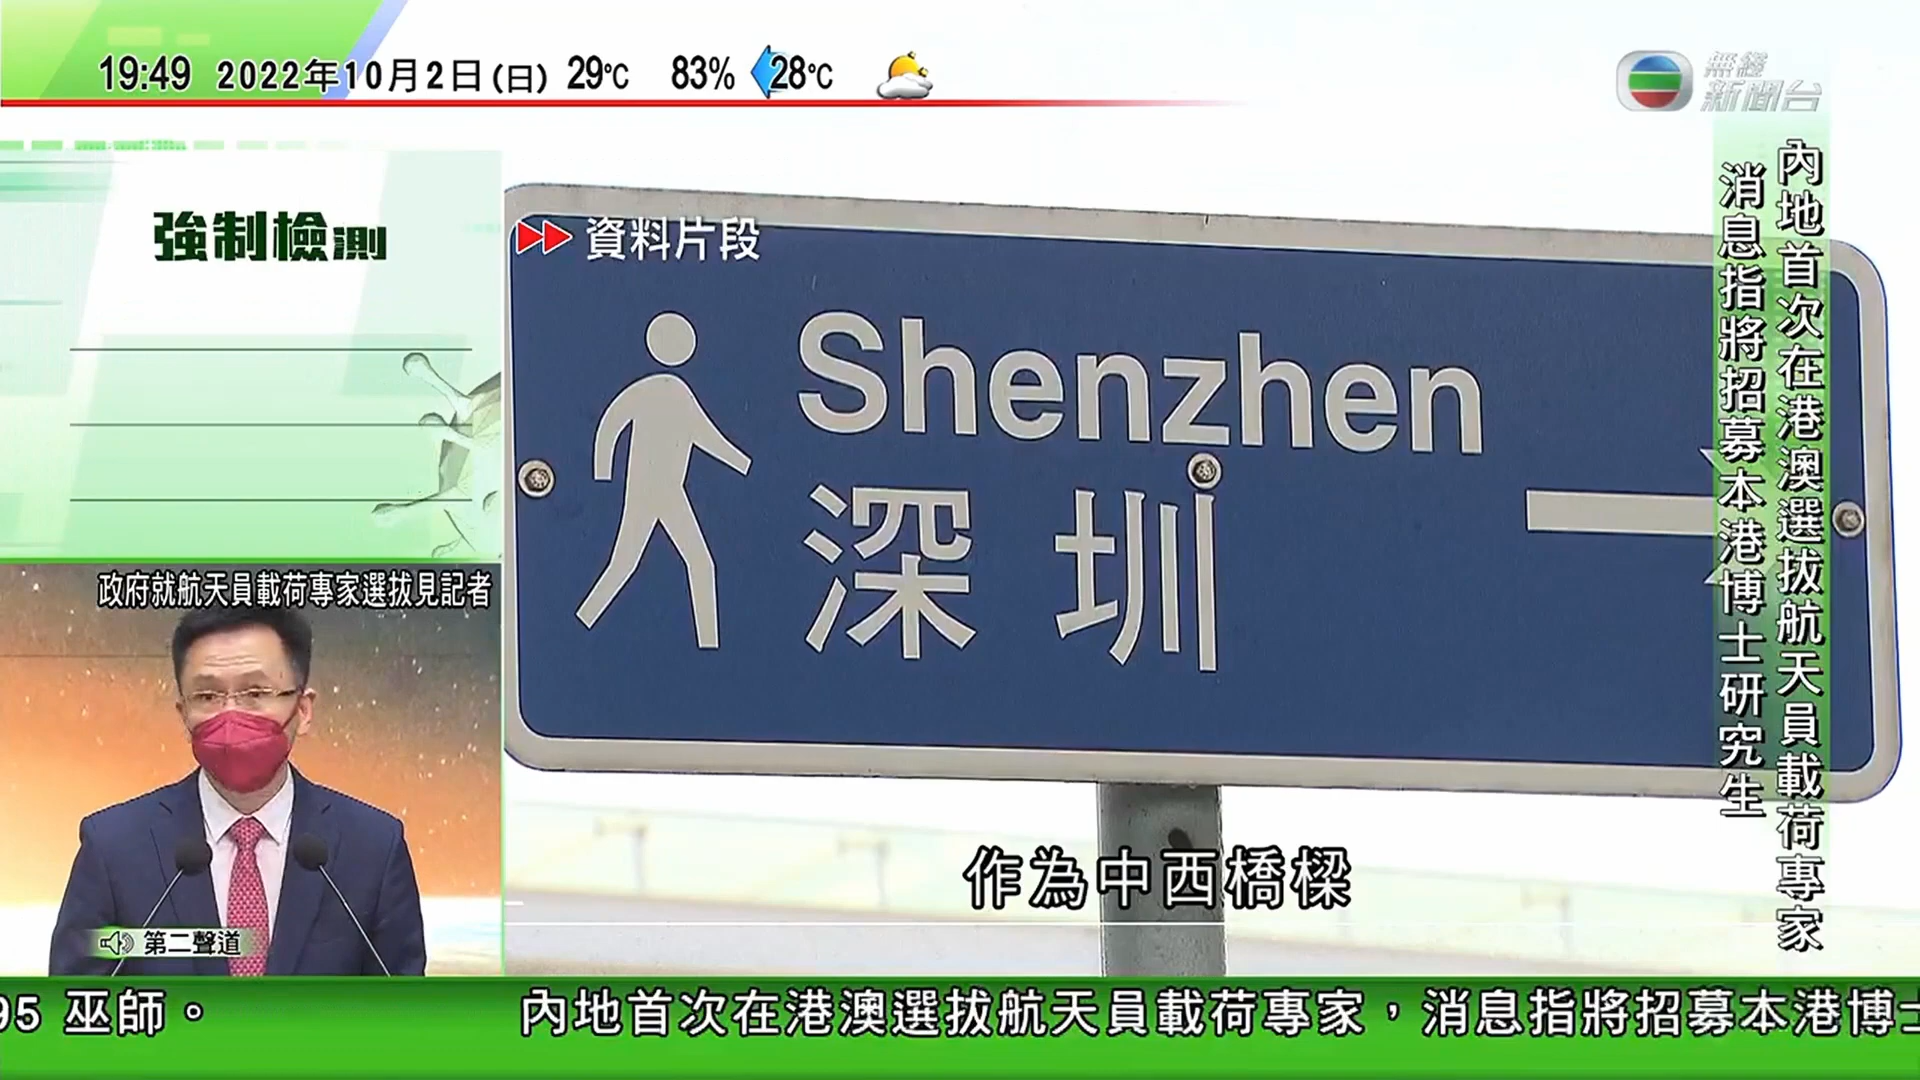 19:49 2022年10月2日(日) 29℃ 83% 28℃
無綫
新聞台
強制檢測
資料片段
Shenzhen
深圳
內地首次在港澳選拔航天員載荷專家
消息指將招募本港博士研究生
政府就航天員載荷專家選拔見記者
第二聲道
作為中西橋樑
95 巫師。 內地首次在港澳選拔航天員載荷專家，消息指將招募本港博士